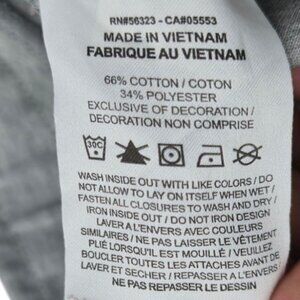 RN#56323 - CA#05553
MADE IN VIETNAM
FABRIQUE AU VIETNAM
66% COTTON / COTON
34% POLYESTER
EXCLUSIVE OF DECORATION /
DECORATION NON COMPRISE
30C
WASH INSIDE OUT WITH LIKE COLORS / DO
NOT ALLOW TO LAY ON ITSELF WHEN WET /
FASTEN ALL CLOSURES TO WASH AND DRY /
IRON INSIDE OUT / DO NOT IRON DESIGN
LAVER A L'ENVERS AVEC COULEURS
SIMILAIRES / NE PAS LAISSER LE VÊTEMENT
PLIÉ LORSQU'IL EST MOUILLÉ / VEUILLEZ
BOUCLER TOUTES LES ATTACHES AVANT DE
LAVER ET SECHER / REPASSER A L'ENVERS
/ NE PAS REPASSER LE DESSIN